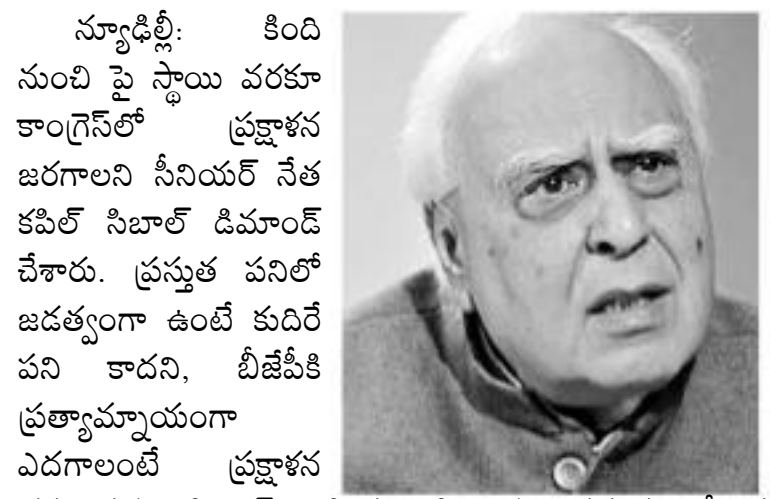 న్యూఢిల్లీ: కింది
నుంచి పై స్థాయి వరకూ
కాంగ్రెస్‌లో ప్రక్షాళన
జరగాలని సీనియర్ నేత
కపిల్ సిబాల్ డిమాండ్
చేశారు. ప్రస్తుత పనిలో
జడత్వంగా ఉంటే కుదిరే
పని కాదని, బీజేపీకి
ప్రత్యామ్నాయంగా
ఎదగాలంటే ప్రక్షాళన